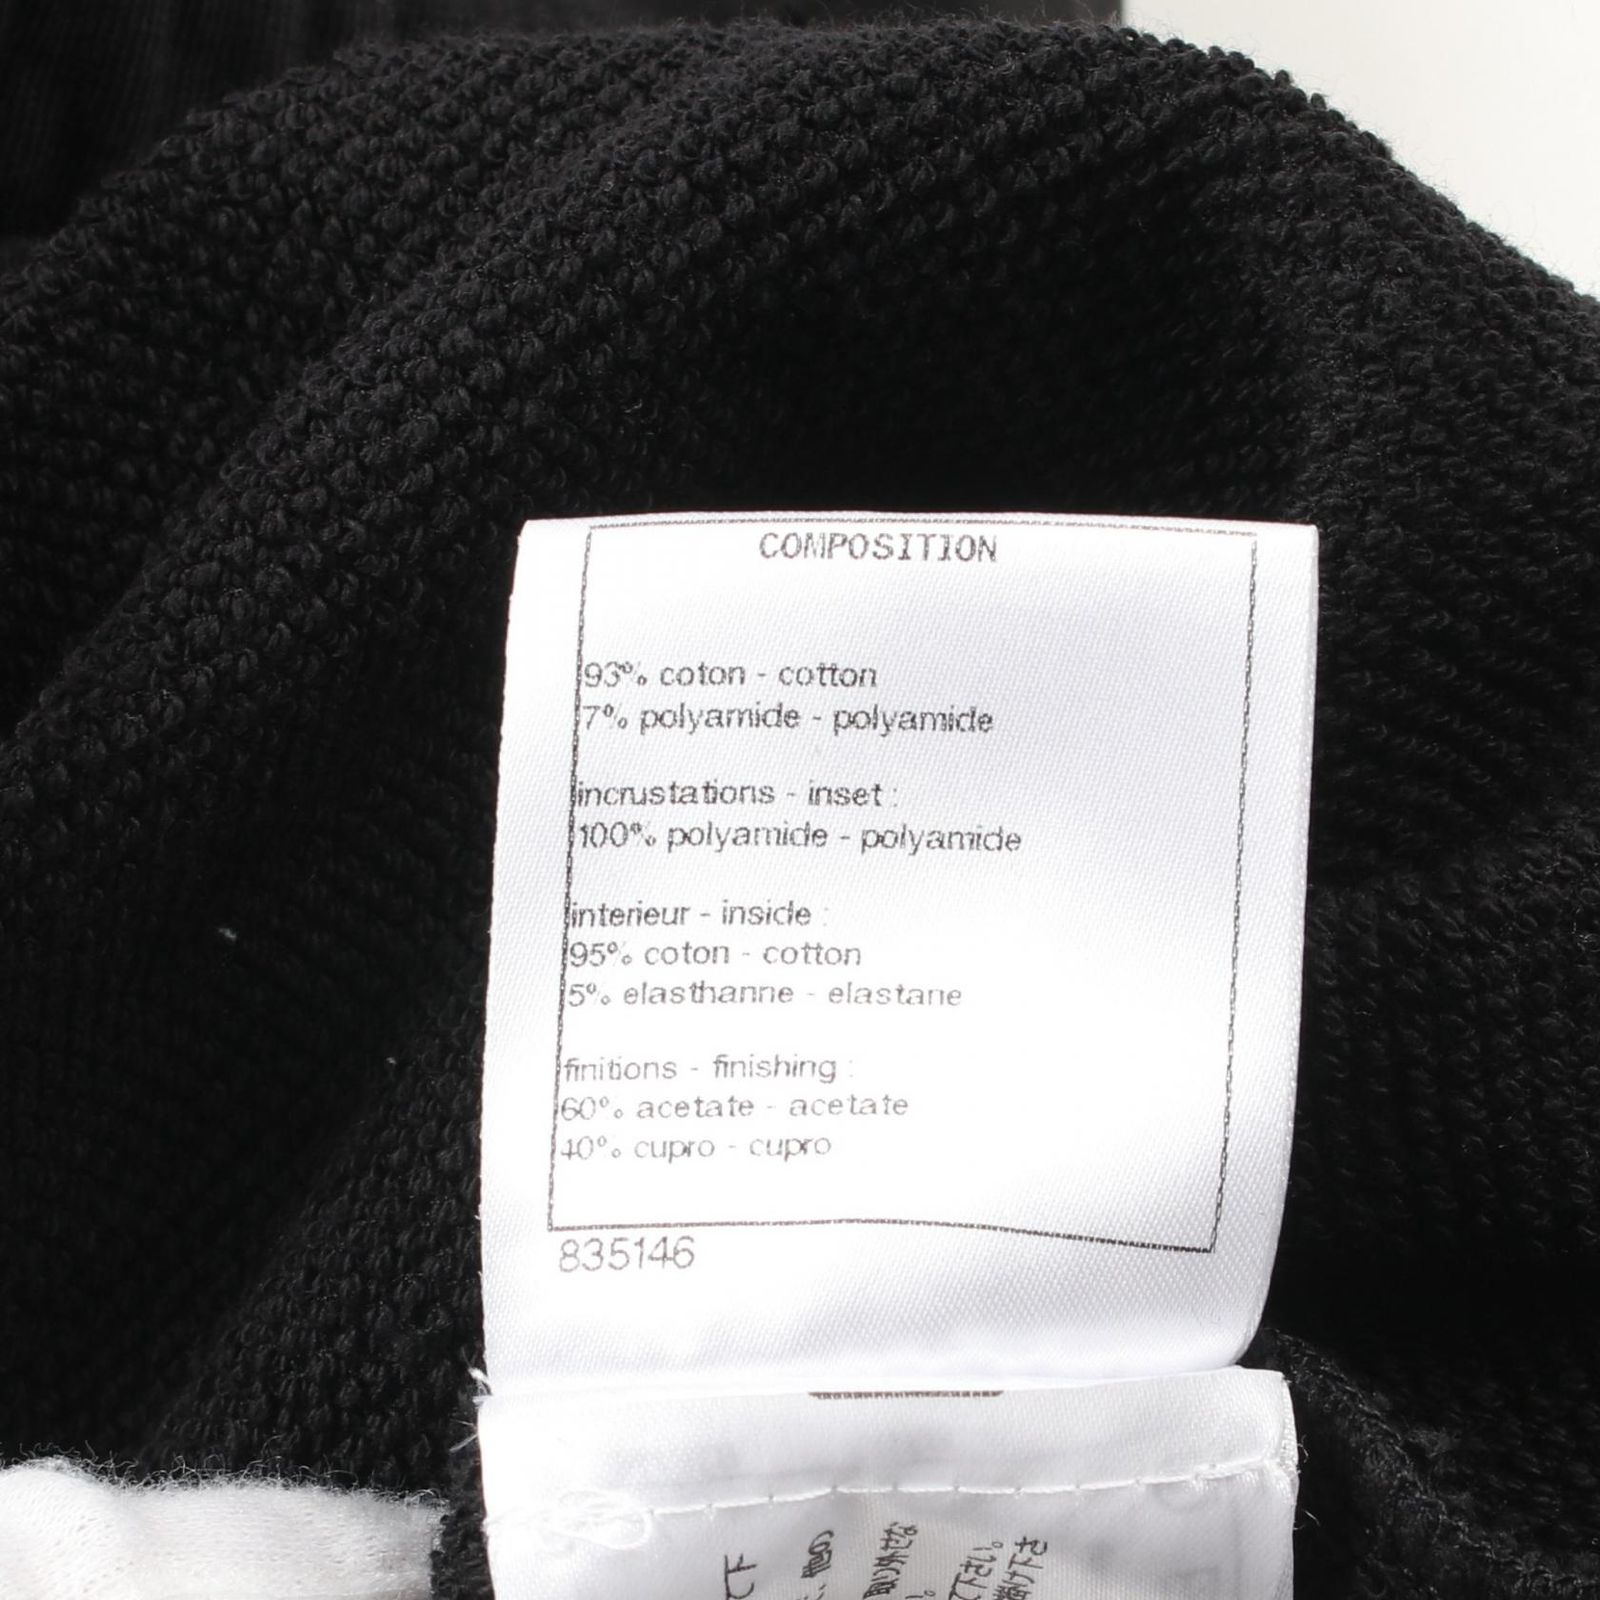 COMPOSITION
93% coton - cotton
7% polyamide - polyamide
incrustations - inset :
100% polyamide - polyamide
interieur - inside :
95% coton - cotton
5% elasthanne - elastane
finitions - finishing :
60% acetate - acetate
40% cupro - cupro
835146